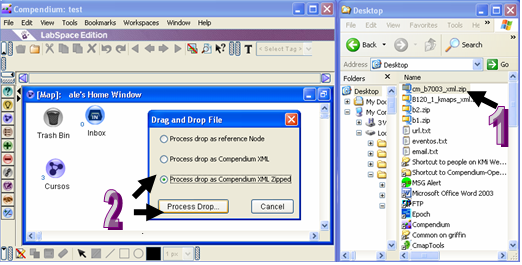 Compendium: test
File Edit View Tools Bookmarks Workspaces Window Help
LabSpace Edition
T < Select Tag >
[Map]: ale's Home Window
Trash Bin
Inbox
3
Cursos
Drag and Drop File
Process drop as reference Node
Process drop as Compendium XML
Process drop as Compendium XML Zipped
Process Drop...
Cancel
2
1 px
Desktop
File Edit View Favorites Tools
Back
Address Desktop
Go
Folders
Desktop
My Do
My Co
Loc
Name
cm_b7003_xml.zip
B120_1_kmaps_xml
b2.zip
b1.zip
url.txt
eventos.txt
email.txt
Shortcut to people on KMi We
Shortcut to Compendium-Ope
MSG Alert
Microsoft Office Word 2003
FTP
Epoch
Compendium
Common on griffin
CmapTools
1